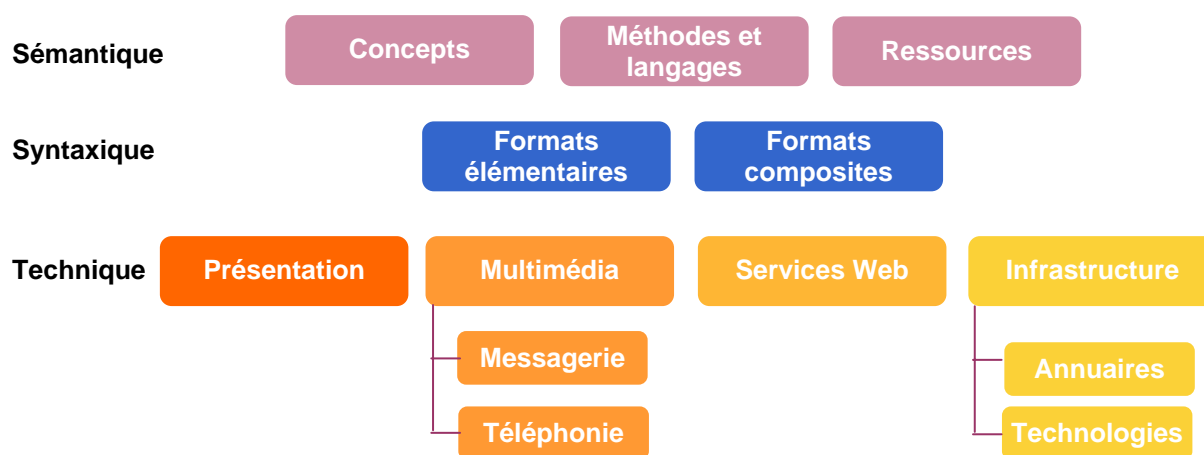 Sémantique
Concepts
Méthodes et
langages
Ressources
Syntaxique
Formats
élémentaires
Formats
composites
Technique
Présentation
Multimédia
Services Web
Infrastructure
Messagerie
Annuaires
Téléphonie
Technologies